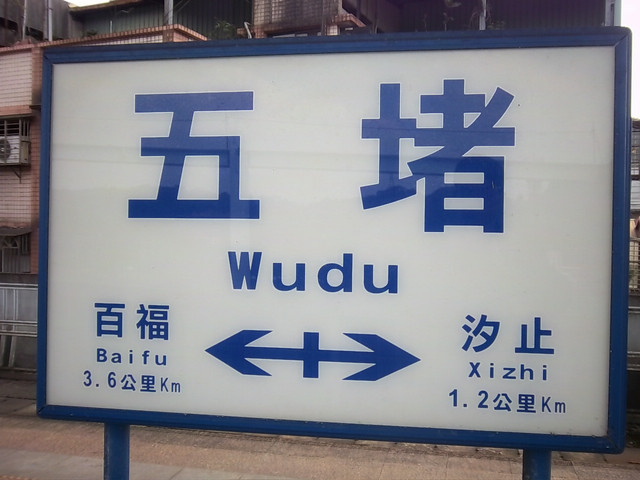 五堵
Wudu
百福
Baifu
3.6公里Km
汐止
Xizhi
1.2公里Km